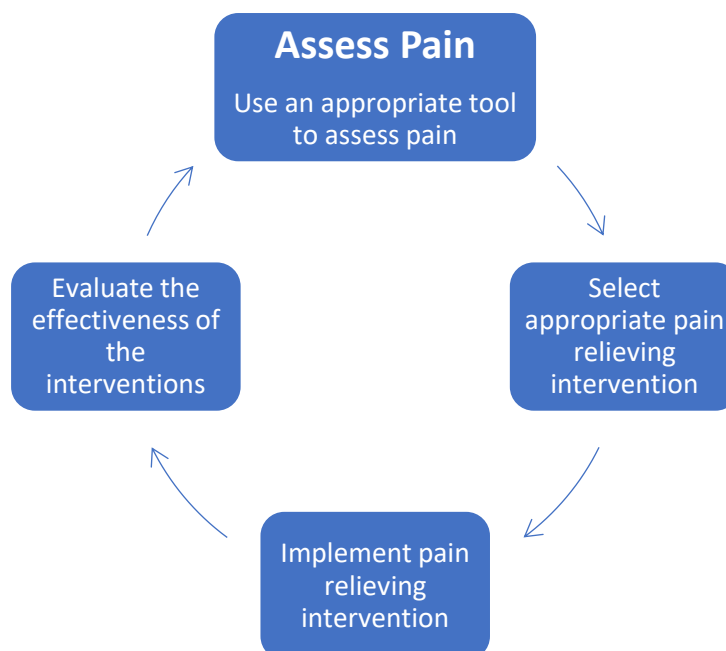 Assess Pain
Use an appropriate tool
to assess pain
Select
appropriate pain
relieving
intervention
Implement pain
relieving
intervention
Evaluate the
effectiveness of
the
interventions